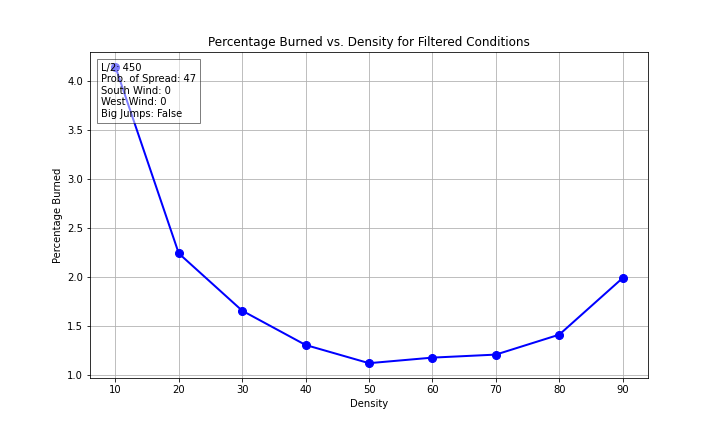 Percentage Burned vs. Density for Filtered Conditions
L/2: 450
Prob. of Spread: 47
South Wind: 0
West Wind: 0
Big Jumps: False
Percentage Burned
4.0
3.5
3.0
2.5
2.0
1.5
1.0
10 20 30 40 50 60 70 80 90
Density